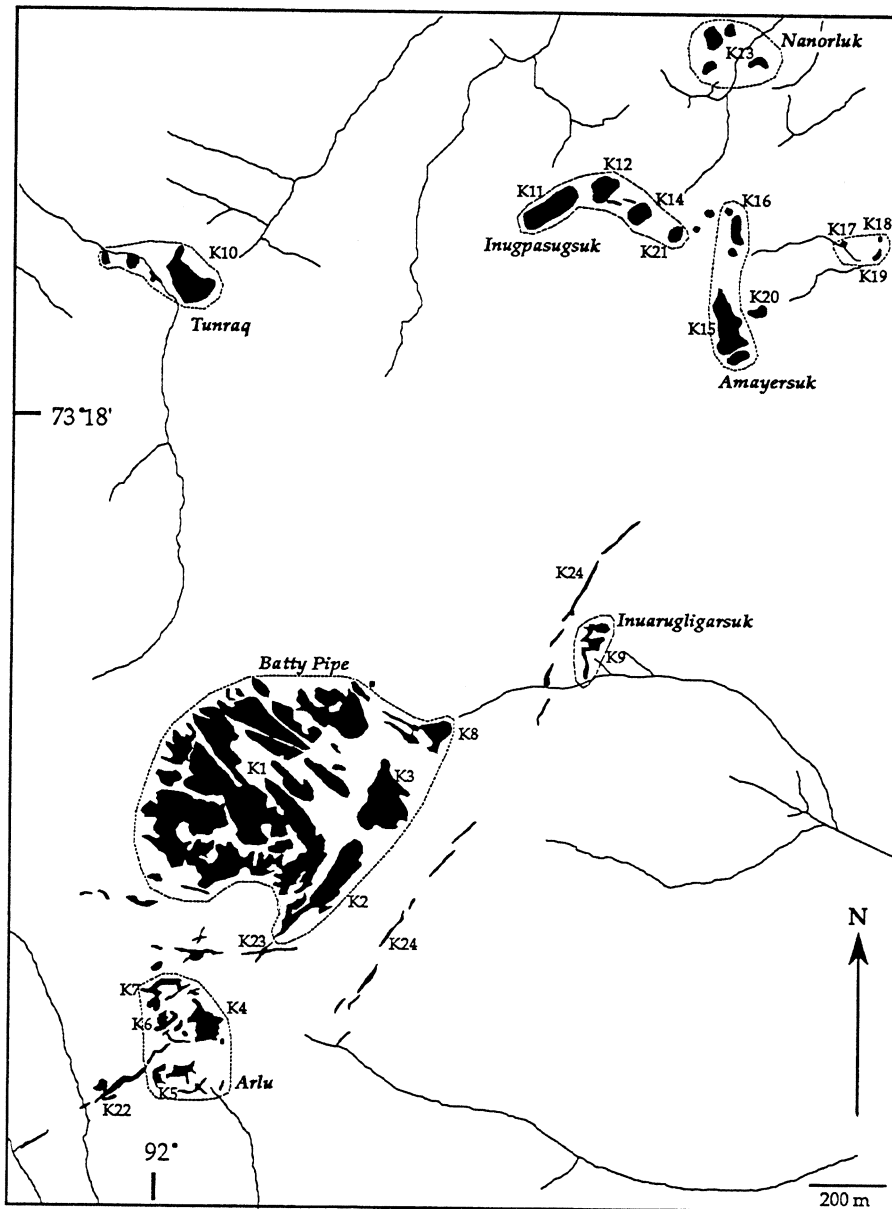 Nanorluk
K13
K12
K11
K14
K16
K17
K18
Inugpasugsuk
K21
K10
K19
K20
Tunraq
K15
Amayersuk
73°18'
K24
Inuarugligarsuk
K9
Batty Pipe
K8
K1
K3
K2
N
K23
K24
K7
K4
K6
K5
Arlu
K22
92°
200 m